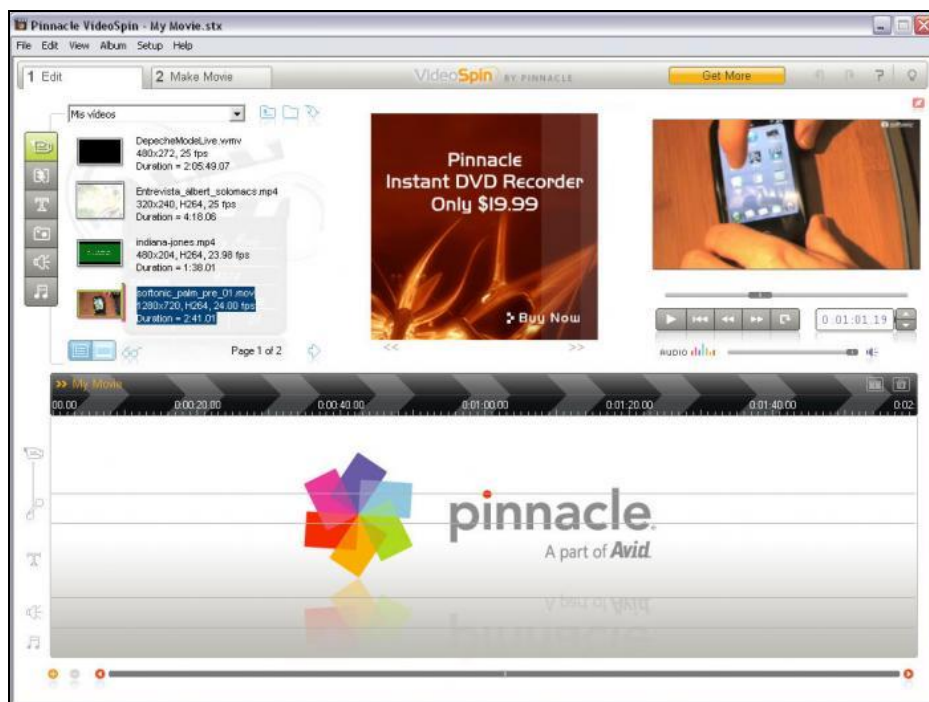 Pinnacle VideoSpin - My Movie.stx
File Edit View Album Setup Help
1 Edit
2 Make Movie
VideoSpin BY PINNACLE
Get More
?
Mis vídeos
DepecheModeLive.wmv
480x272, 25 fps
Duration = 2:05:49.07
Entrevista_albert_solomacs.mp4
320x240, H264, 25 fps
Duration = 4:18.06
indiana-jones.mp4
480x204, H264, 23.98 fps
Duration = 1:38.01
softonic_palm_pre_01.mov
1280x720, H264, 24.00 fps
Duration = 2:41.01
Page 1 of 2
Pinnacle
Instant DVD Recorder
Only $19.99
Buy Now
<< >>
softonic
0:01:01.19
AUDIO
>> My Movie
00.00 0:00:20.00 0:00:40.00 0:01:00.00 0:01:20.00 0:01:40.00 0:02:
T
pinnacle.
A part of Avid